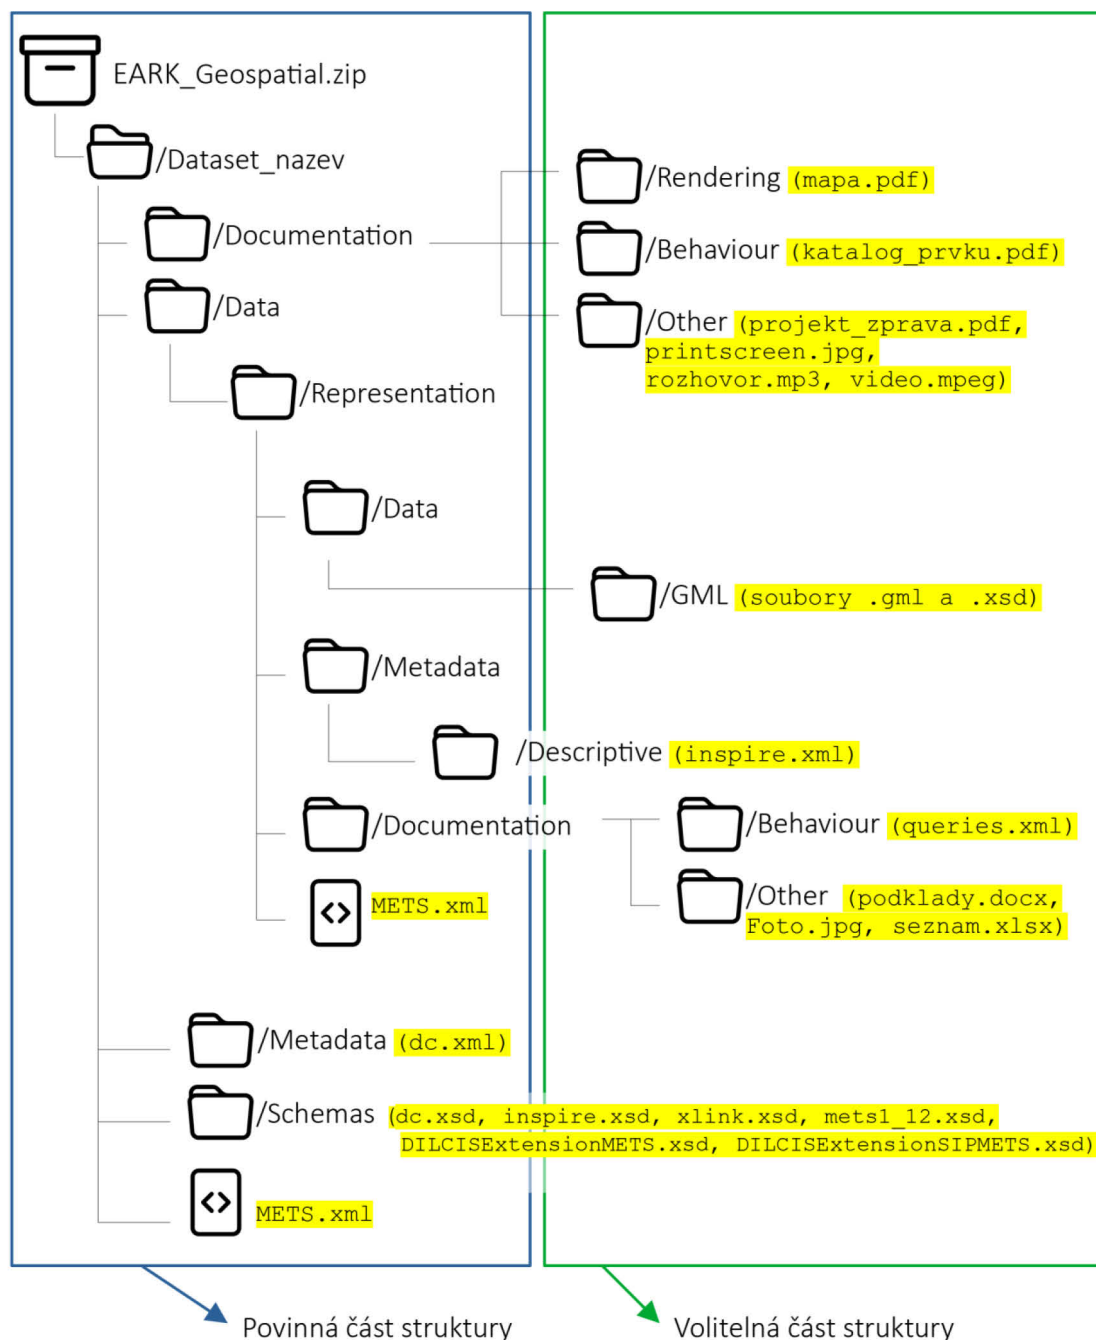 EARK_Geospatial.zip
/Dataset_nazev
/Rendering (mapa.pdf)
/Documentation
/Behaviour (katalog_prvku.pdf)
/Data
/Other (projekt_zprava.pdf,
printscreen.jpg,
rozhovor.mp3, video.mpeg)
/Representation
/Data
/GML (soubory .gml a .xsd)
/Metadata
/Descriptive (inspire.xml)
/Documentation
/Behaviour (queries.xml)
METS.xml
/Other (podklady.docx,
Foto.jpg, seznam.xlsx)
/Metadata (dc.xml)
/Schemas (dc.xsd, inspire.xsd, xlink.xsd, mets1_12.xsd,
DILCISExtensionMETS.xsd, DILCISExtensionSIPMETS.xsd)
METS.xml
Povinná část struktury
Volitelná část struktury